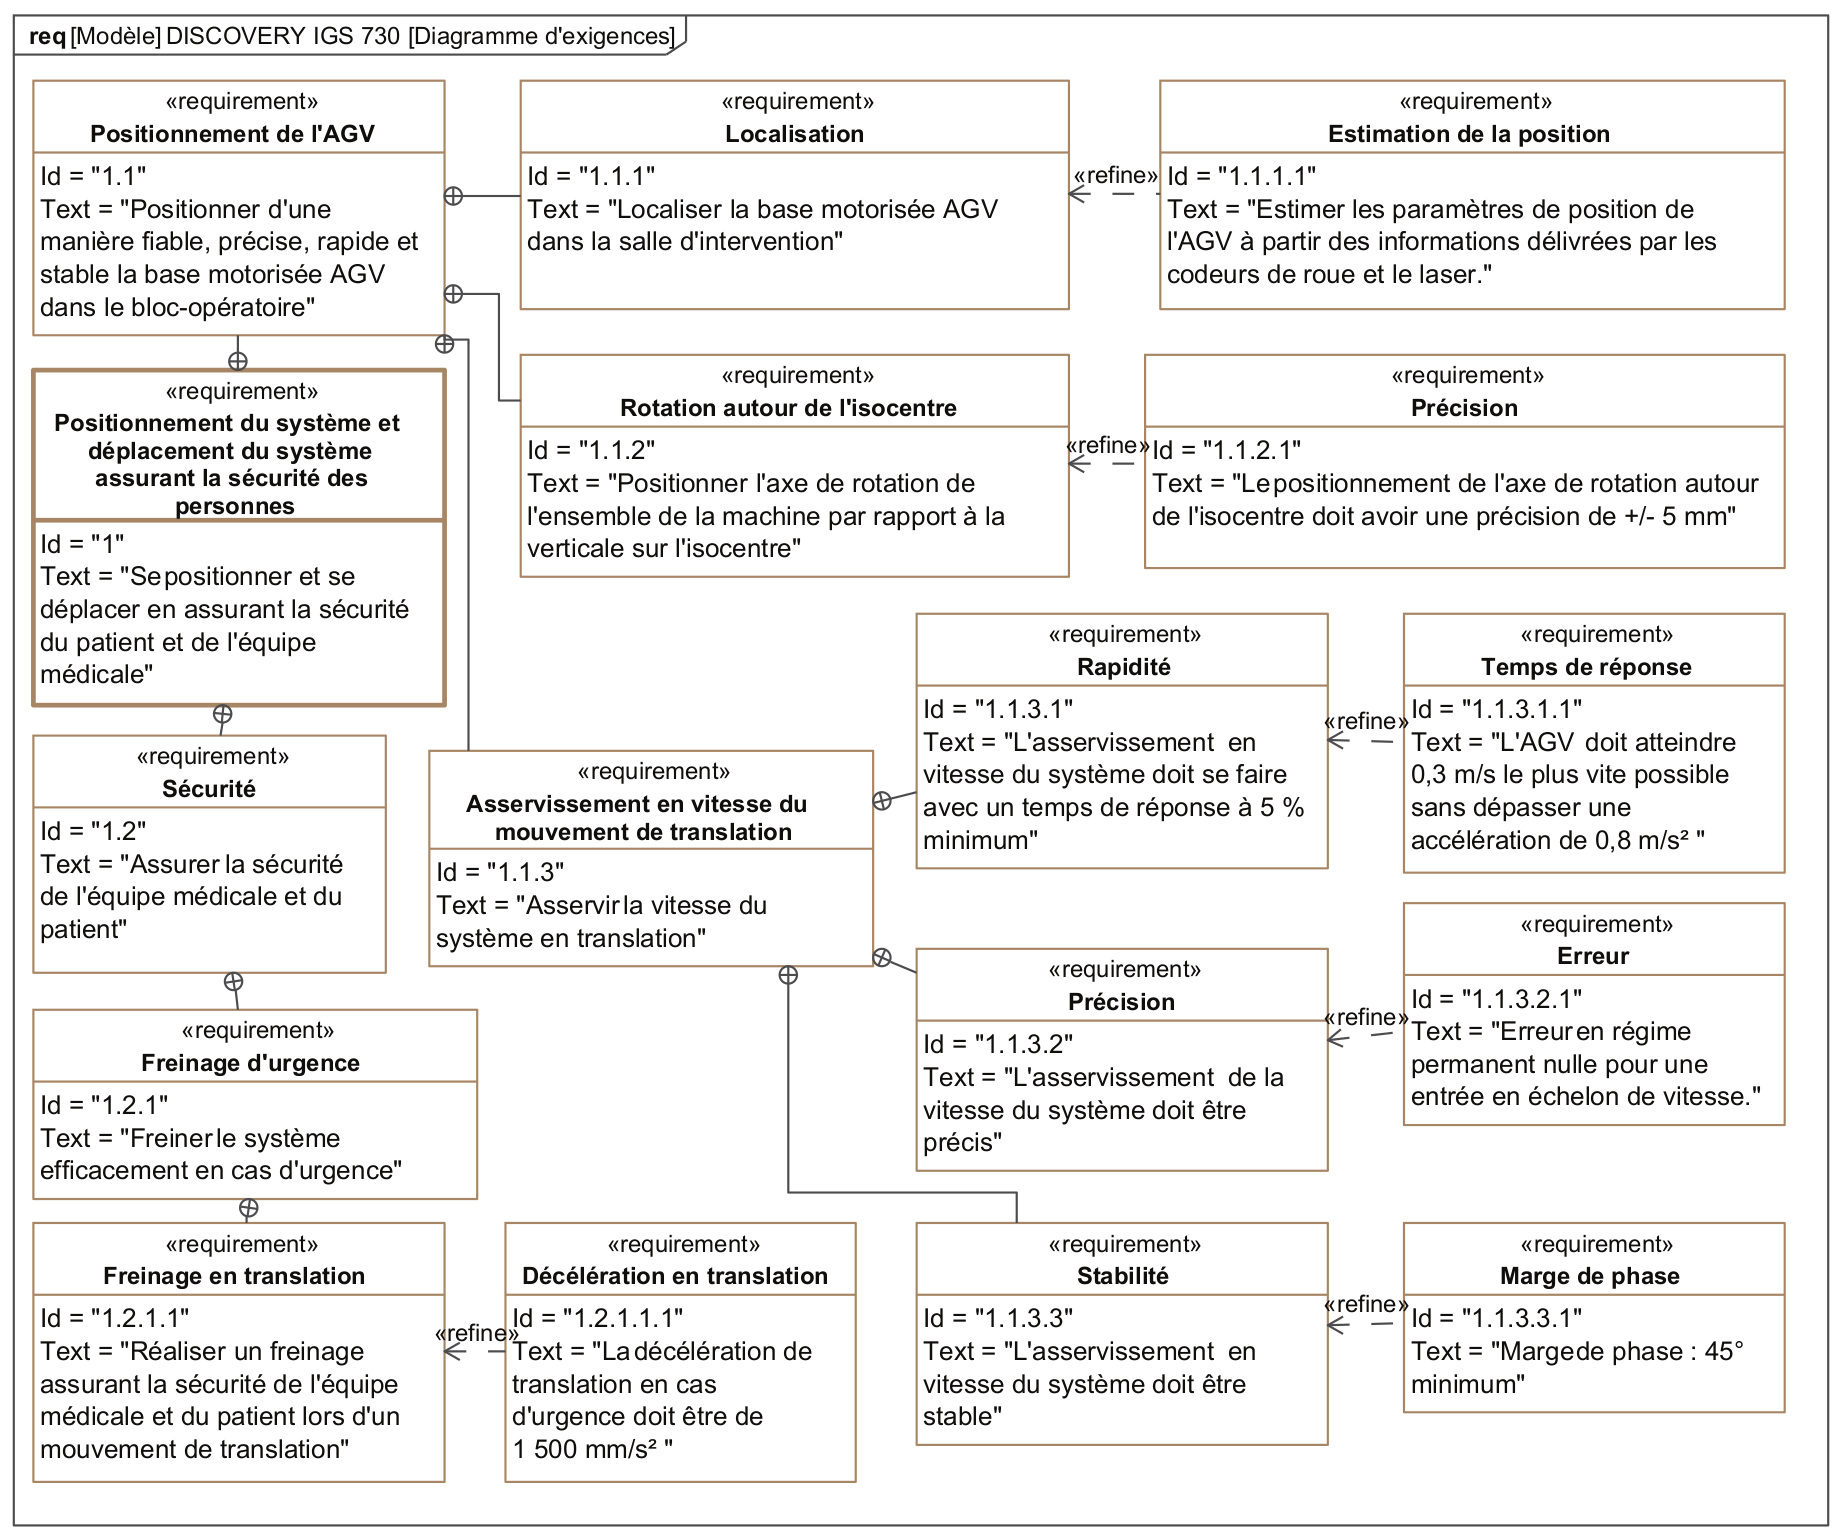 req [Modèle] DISCOVERY IGS 730 [Diagramme d'exigences]
«requirement»
Positionnement de l'AGV
Id = "1.1"
Text = "Positionner d'une
manière fiable, précise, rapide et
stable la base motorisée AGV
dans le bloc-opératoire"
«requirement»
Localisation
Id = "1.1.1"
Text = "Localiser la base motorisée AGV
dans la salle d'intervention"
«refine»
«requirement»
Estimation de la position
Id = "1.1.1.1"
Text = "Estimer les paramètres de position de
l'AGV à partir des informations délivrées par les
codeurs de roue et le laser."
«requirement»
Positionnement du système et
déplacement du système
assurant la sécurité des
personnes
Id = "1"
Text = "Se positionner et se
déplacer en assurant la sécurité
du patient et de l'équipe
médicale"
«requirement»
Rotation autour de l'isocentre
Id = "1.1.2"
Text = "Positionner l'axe de rotation de
l'ensemble de la machine par rapport à la
verticale sur l'isocentre"
«refine»
«requirement»
Précision
Id = "1.1.2.1"
Text = "Le positionnement de l'axe de rotation autour
de l'isocentre doit avoir une précision de +/- 5 mm"
«requirement»
Rapidité
Id = "1.1.3.1"
Text = "L'asservissement en
vitesse du système doit se faire
avec un temps de réponse à 5 %
minimum"
«refine»
«requirement»
Temps de réponse
Id = "1.1.3.1.1"
Text = "L'AGV doit atteindre
0,3 m/s le plus vite possible
sans dépasser une
accélération de 0,8 m/s² "
«requirement»
Sécurité
Id = "1.2"
Text = "Assurer la sécurité
de l'équipe médicale et du
patient"
«requirement»
Asservissement en vitesse du
mouvement de translation
Id = "1.1.3"
Text = "Asservir la vitesse du
système en translation"
«requirement»
Précision
Id = "1.1.3.2"
Text = "L'asservissement de la
vitesse du système doit être
précis"
«refine»
«requirement»
Erreur
Id = "1.1.3.2.1"
Text = "Erreur en régime
permanent nulle pour une
entrée en échelon de vitesse."
«requirement»
Freinage d'urgence
Id = "1.2.1"
Text = "Freiner le système
efficacement en cas d'urgence"
«requirement»
Freinage en translation
Id = "1.2.1.1"
Text = "Réaliser un freinage
assurant la sécurité de l'équipe
médicale et du patient lors d'un
mouvement de translation"
«refine»
«requirement»
Décélération en translation
Id = "1.2.1.1.1"
Text = "La décélération de
translation en cas
d'urgence doit être de
1 500 mm/s² "
«requirement»
Stabilité
Id = "1.1.3.3"
Text = "L'asservissement en
vitesse du système doit être
stable"
«refine»
«requirement»
Marge de phase
Id = "1.1.3.3.1"
Text = "Marge de phase : 45°
minimum"